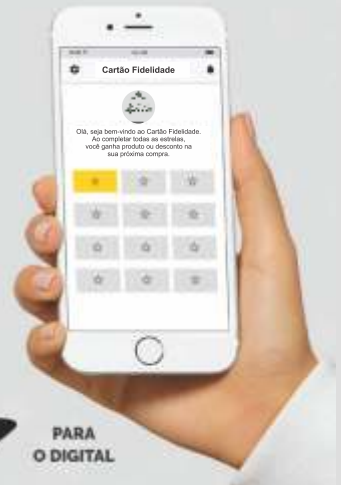 Cartão Fidelidade
Olá, seja bem-vindo ao Cartão Fidelidade.
Ao completar todas as estrelas,
você ganha produto ou desconto na
sua próxima compra.
PARA
O DIGITAL